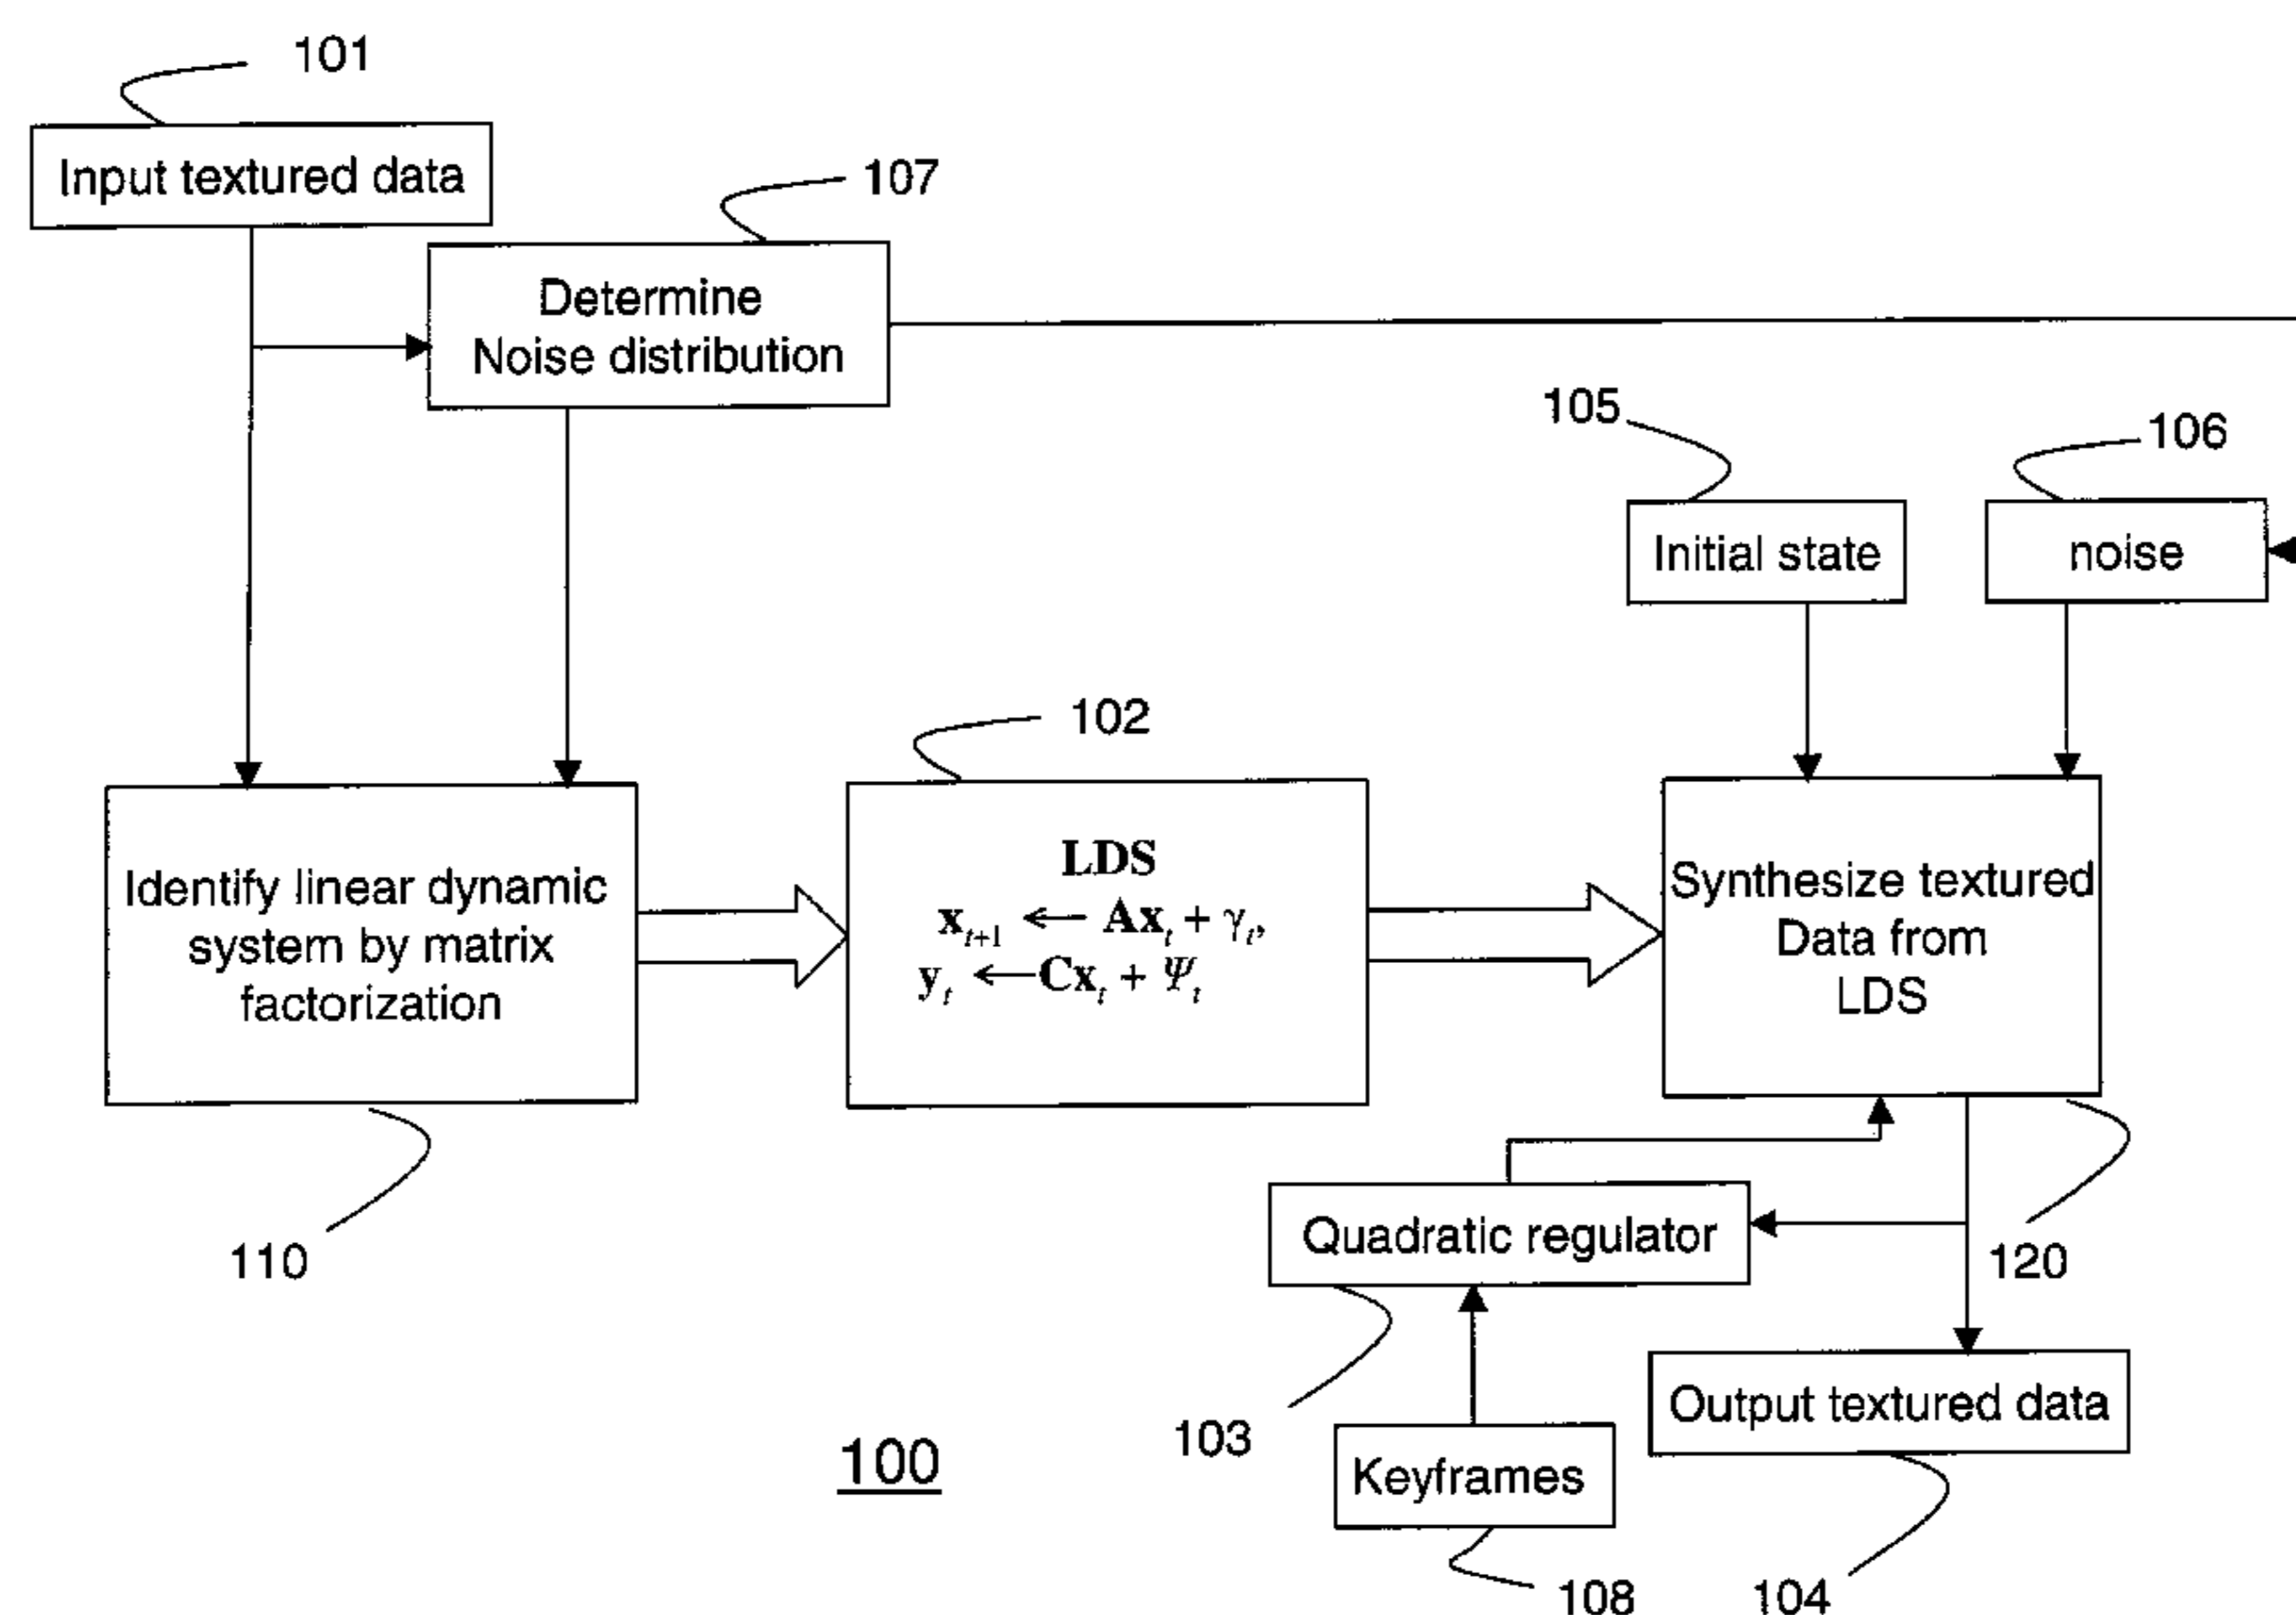 101
Input textured data
107
Determine
Noise distribution
105
106
Initial state
noise
102
Identify linear dynamic
system by matrix
factorization
LDS
x_{t+1} ← Ax_t + γ_t,
y_t ← Cx_t + Ψ_t
Synthesize textured
Data from
LDS
110
Quadratic regulator
120
103
Keyframes
Output textured data
100
108
104